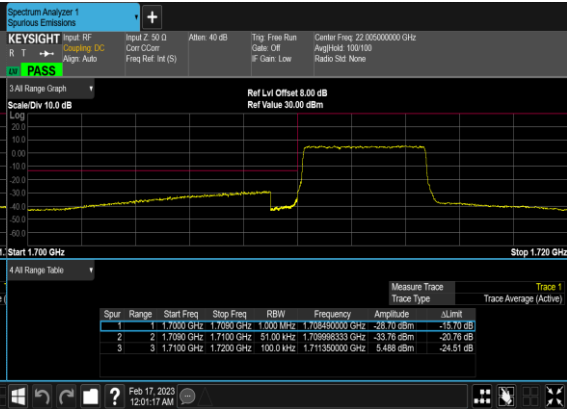 Spectrum Analyzer 1
Spurious Emissions
KEYSIGHT Input: RF Input Z: 50 Ω Atten: 40 dB Trig: Free Run Center Freq: 22.005000000 GHz
R T Coupling: DC Corr CCorr Gate: Off Avg|Hold: 100/100
Align: Auto Freq Ref: Int (S) IF Gain: Low Radio Std: None
PASS
3 All Range Graph
Ref Lvl Offset 8.00 dB
Scale/Div 10.0 dB Ref Value 30.00 dBm
Log
20.0
10.0
0.00
-10.0
-20.0
-30.0
-40.0
-50.0
-60.0
Start 1.700 GHz Stop 1.720 GHz
4 All Range Table
Measure Trace Trace 1
Trace Type Trace Average (Active)
Spur Range Start Freq Stop Freq RBW Frequency Amplitude ΔLimit
1 1 1.7000 GHz 1.7090 GHz 1.000 MHz 1.708490000 GHz -28.70 dBm -15.70 dB
2 2 1.7090 GHz 1.7100 GHz 51.00 kHz 1.709998333 GHz -33.76 dBm -20.76 dB
3 3 1.7100 GHz 1.7200 GHz 100.0 kHz 1.711350000 GHz 5.488 dBm -24.51 dB
? Feb 17, 2023
12:01:17 AM